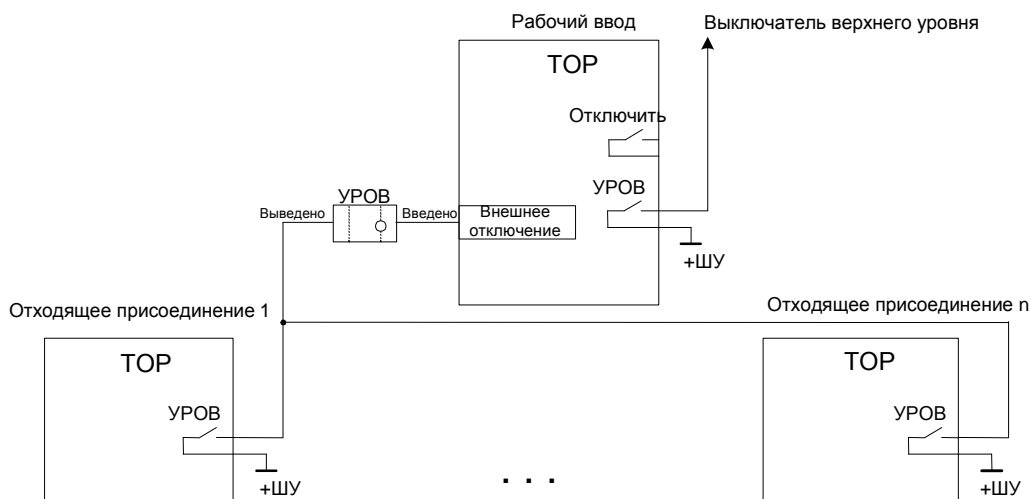 Рабочий ввод
Выключатель верхнего уровня
ТОР
Отключить
УРОВ
УРОВ
Выведено
Введено
Внешнее
отключение
+ШУ
Отходящее присоединение 1
Отходящее присоединение n
ТОР
ТОР
УРОВ
УРОВ
+ШУ
. . .
+ШУ